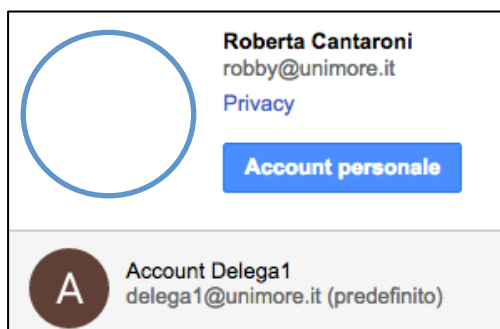 Roberta Cantaroni
robby@unimore.it
Privacy
Account personale
A
Account Delega1
delega1@unimore.it (predefinito)